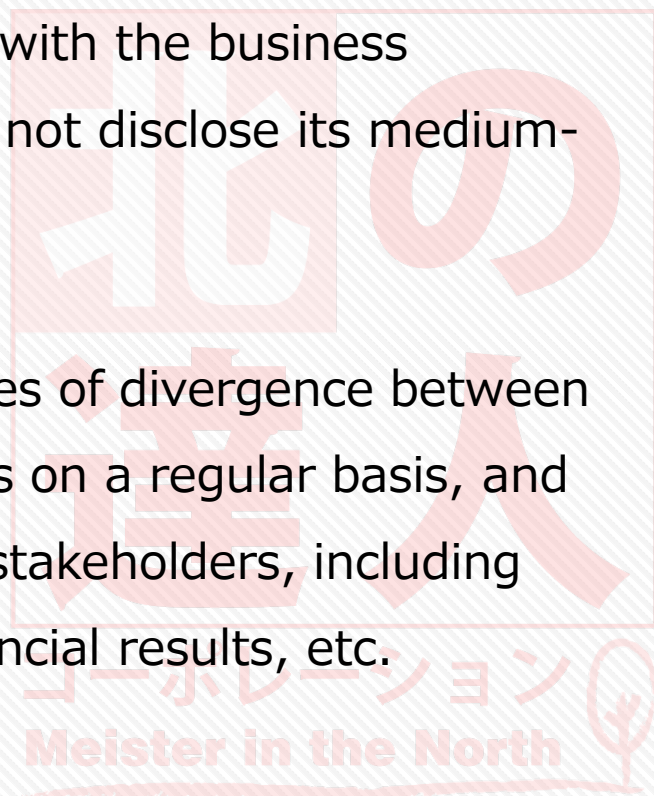 with the business
not disclose its medium-
es of divergence between
s on a regular basis, and
stakeholders, including
ncial results, etc.
北の
達人
コーポレーション
Meister in the North